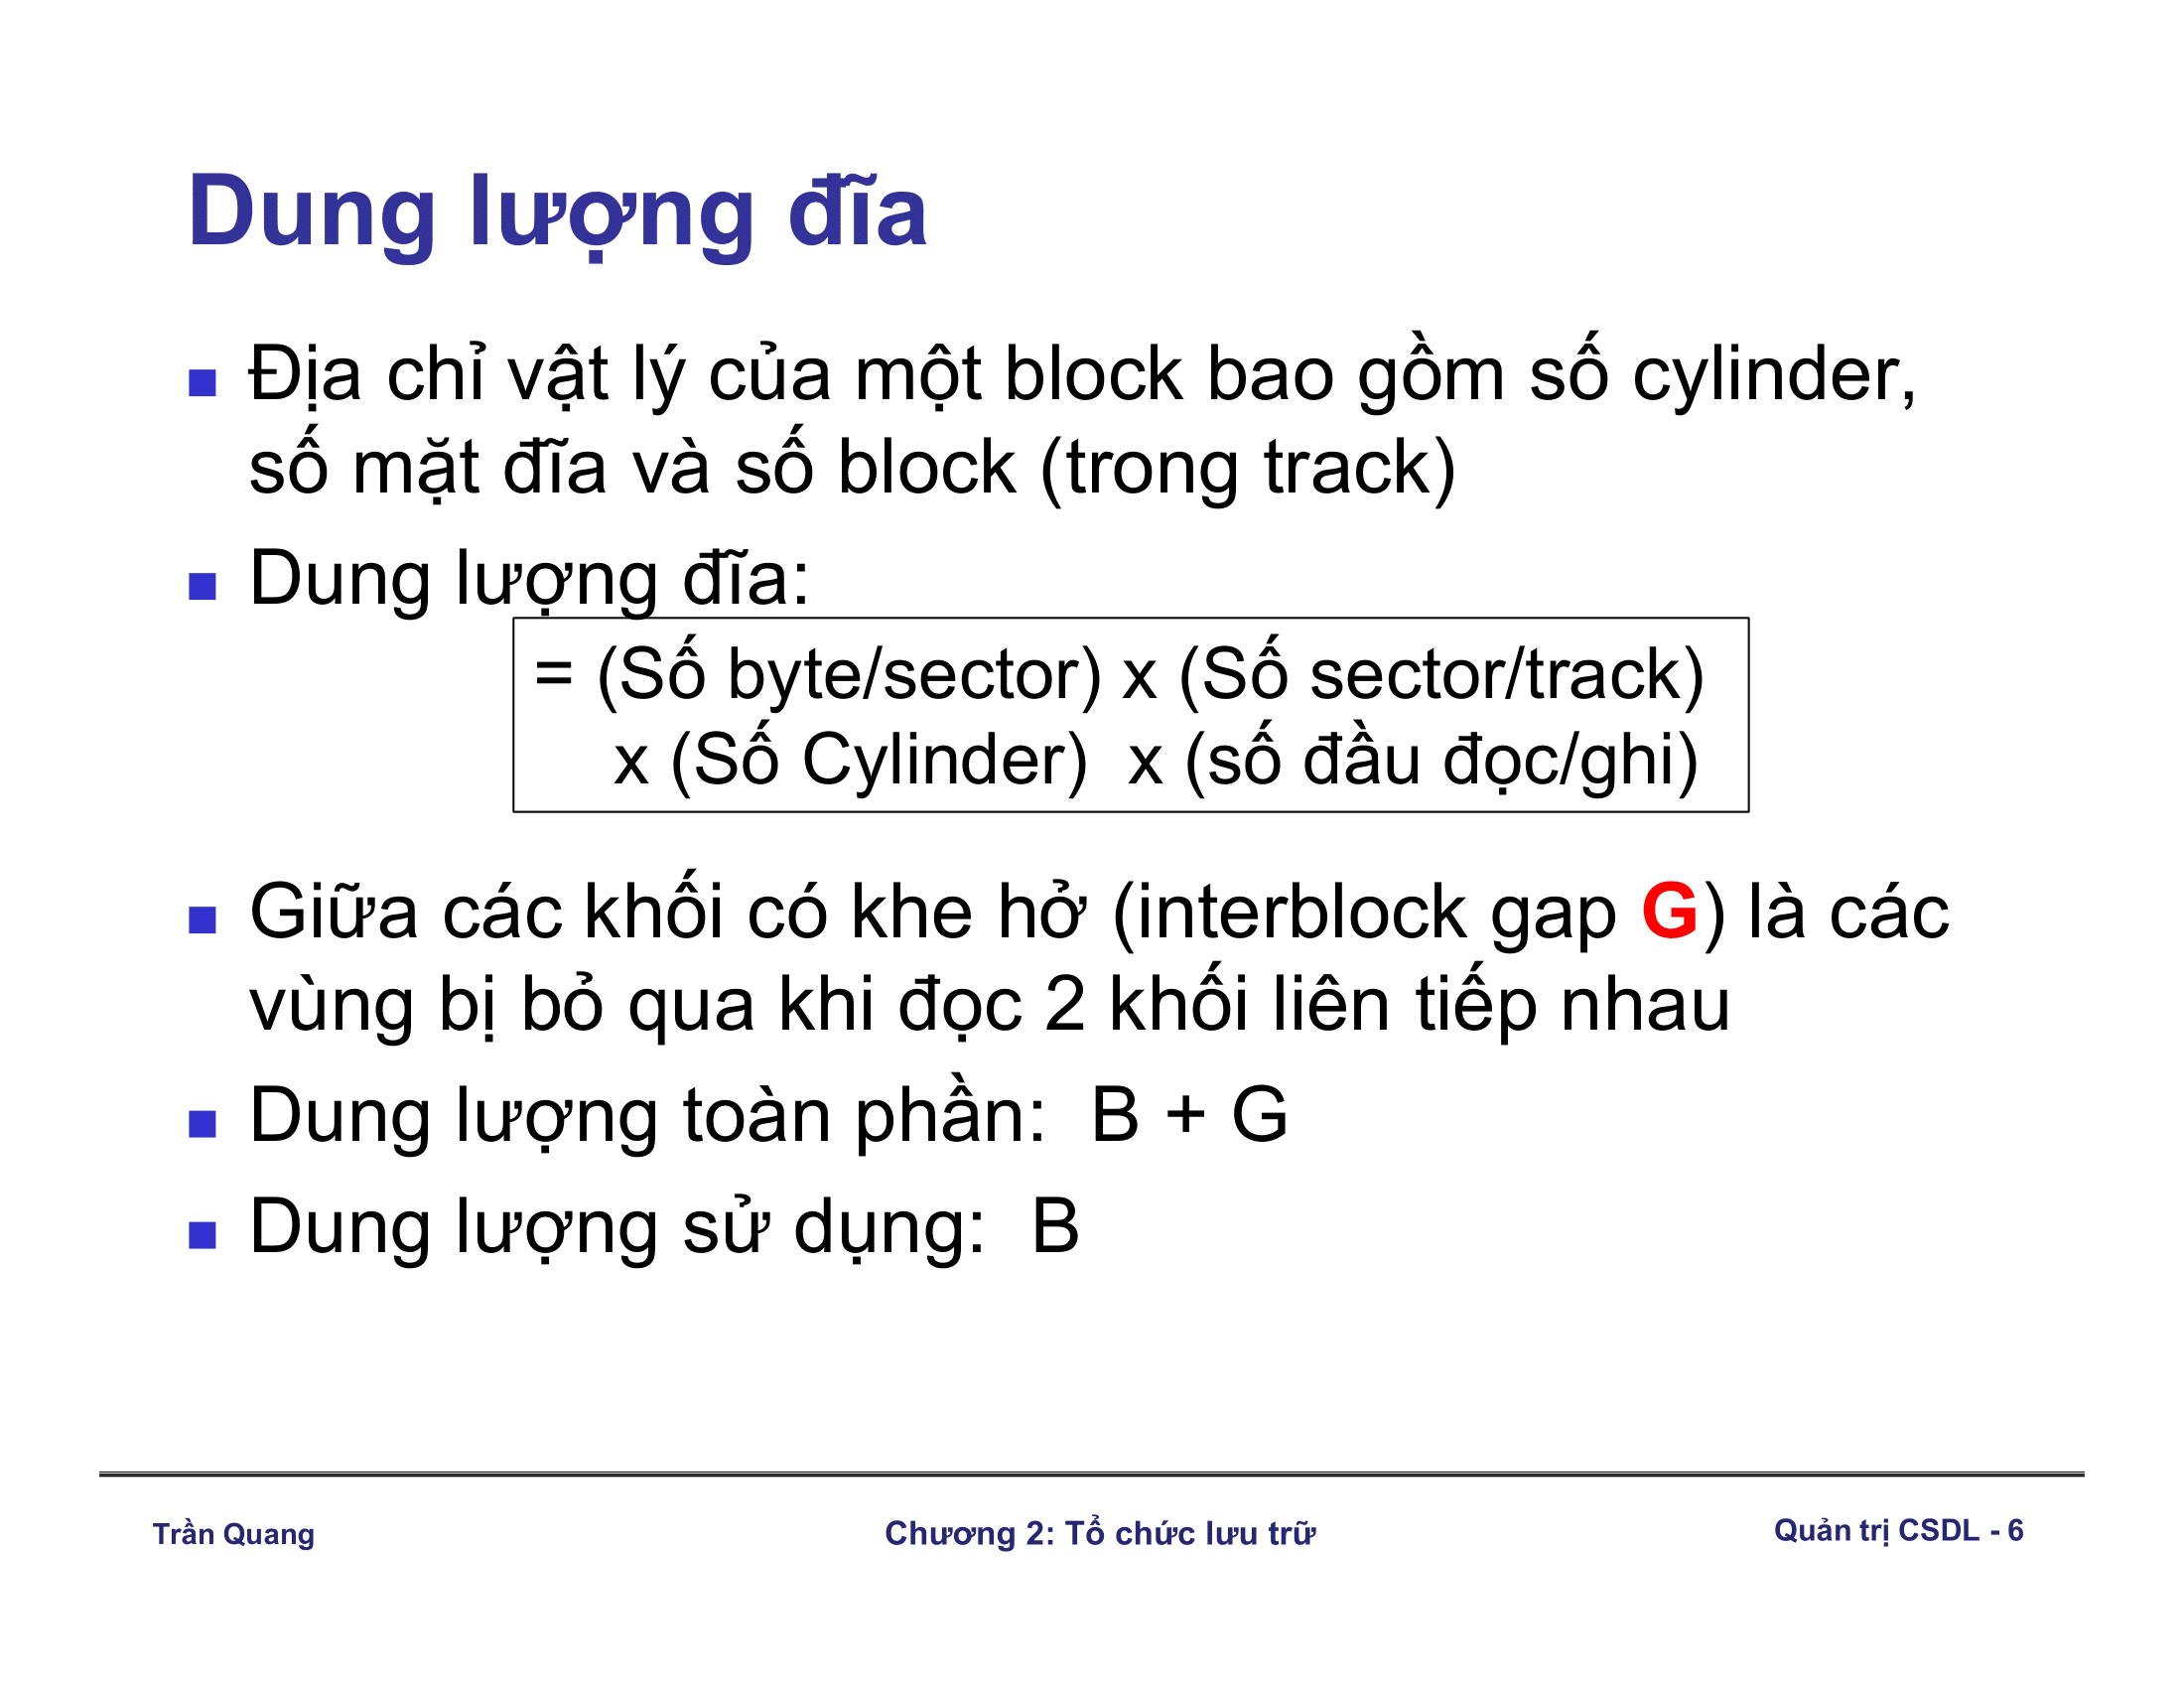 Dung lượng đĩa
Địa chỉ vật lý của một block bao gồm số cylinder,
số mặt đĩa và số block (trong track)
Dung lượng đĩa:
= (Số byte/sector) x (Số sector/track)
x (Số Cylinder) x (số đầu đọc/ghi)
Giữa các khối có khe hở (interblock gap G) là các
vùng bị bỏ qua khi đọc 2 khối liên tiếp nhau
Dung lượng toàn phần: B + G
Dung lượng sử dụng: B
Trần Quang
Chương 2: Tổ chức lưu trữ
Quản trị CSDL - 6